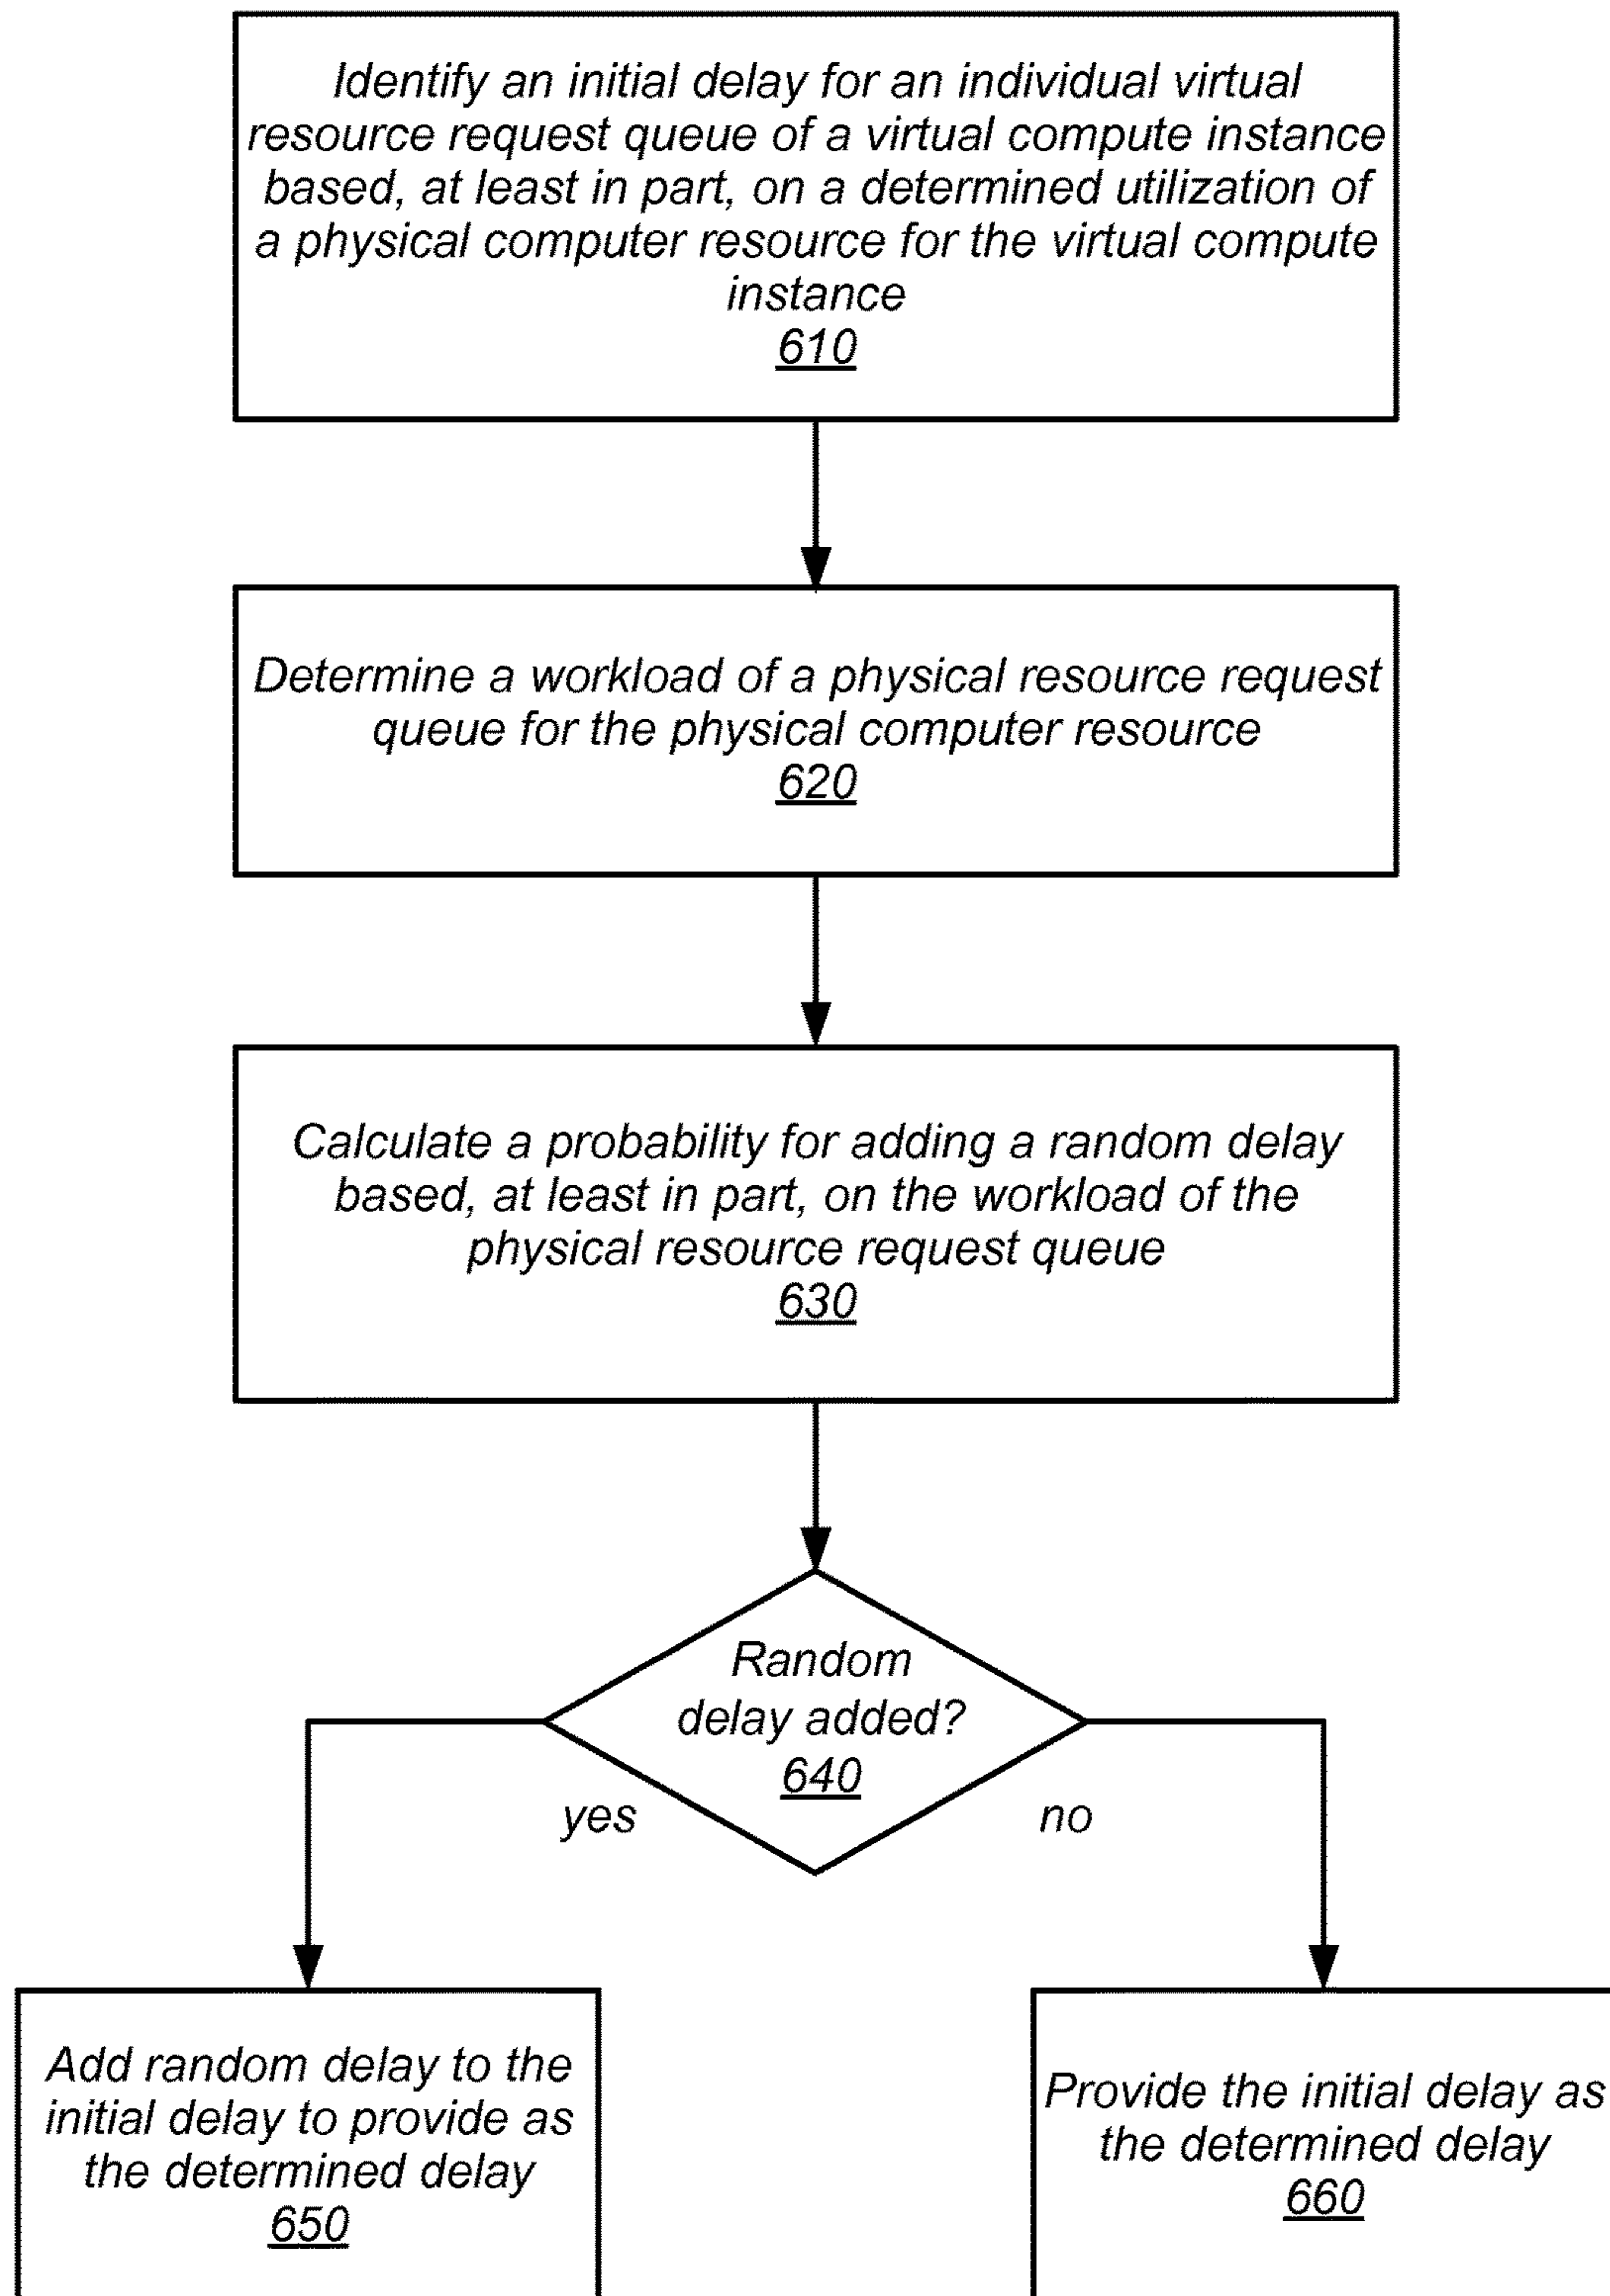 Identify an initial delay for an individual virtual
resource request queue of a virtual compute instance
based, at least in part, on a determined utilization of
a physical computer resource for the virtual compute
instance
610
Determine a workload of a physical resource request
queue for the physical computer resource
620
Calculate a probability for adding a random delay
based, at least in part, on the workload of the
physical resource request queue
630
Random
delay added?
640
yes
no
Add random delay to the
initial delay to provide as
the determined delay
650
Provide the initial delay as
the determined delay
660